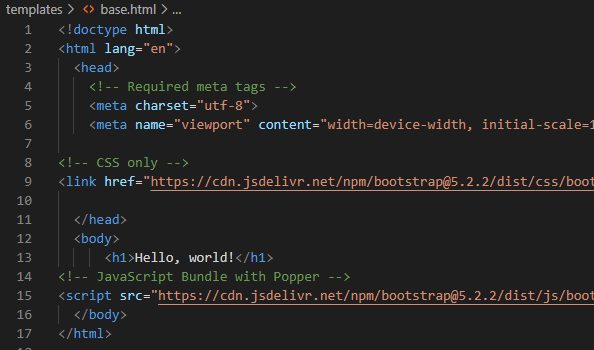 templates > <> base.html > ...
1 <!doctype html>
2 <html lang="en">
3 <head>
4 <!-- Required meta tags -->
5 <meta charset="utf-8">
6 <meta name="viewport" content="width=device-width, initial-scale=1
7
8 <!-- CSS only -->
9 <link href="https://cdn.jsdelivr.net/npm/bootstrap@5.2.2/dist/css/boot
10
11 </head>
12 <body>
13 <h1>Hello, world!</h1>
14 <!-- JavaScript Bundle with Popper -->
15 <script src="https://cdn.jsdelivr.net/npm/bootstrap@5.2.2/dist/js/boot
16 </body>
17 </html>